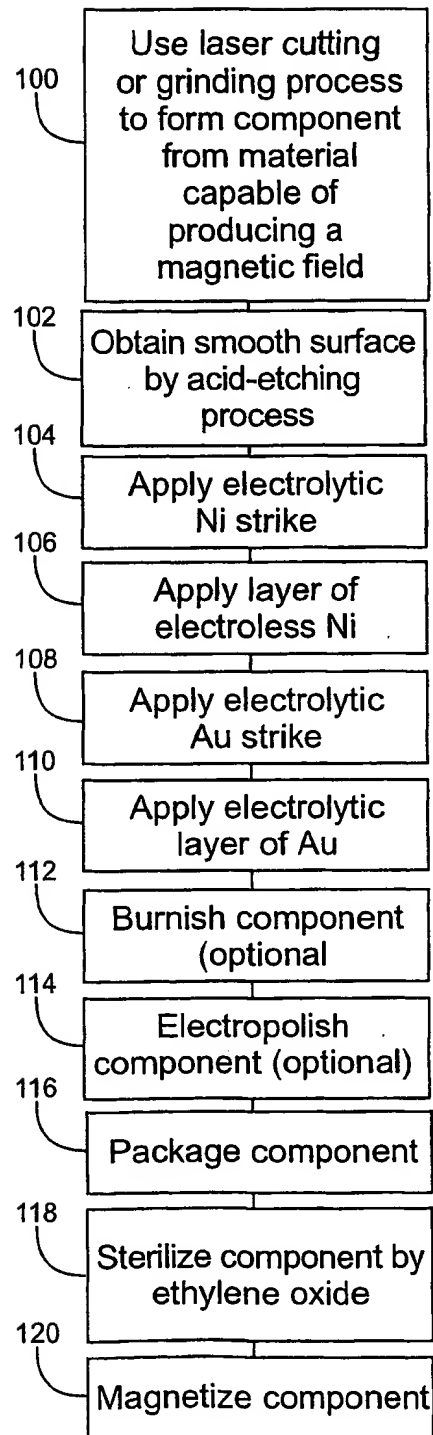 100
Use laser cutting
or grinding process
to form component
from material
capable of
producing a
magnetic field
102
Obtain smooth surface
by acid-etching
process
104
Apply electrolytic
Ni strike
106
Apply layer of
electroless Ni
108
Apply electrolytic
Au strike
110
Apply electrolytic
layer of Au
112
Burnish component
(optional
114
Electropolish
component (optional)
116
Package component
118
Sterilize component by
ethylene oxide
120
Magnetize component